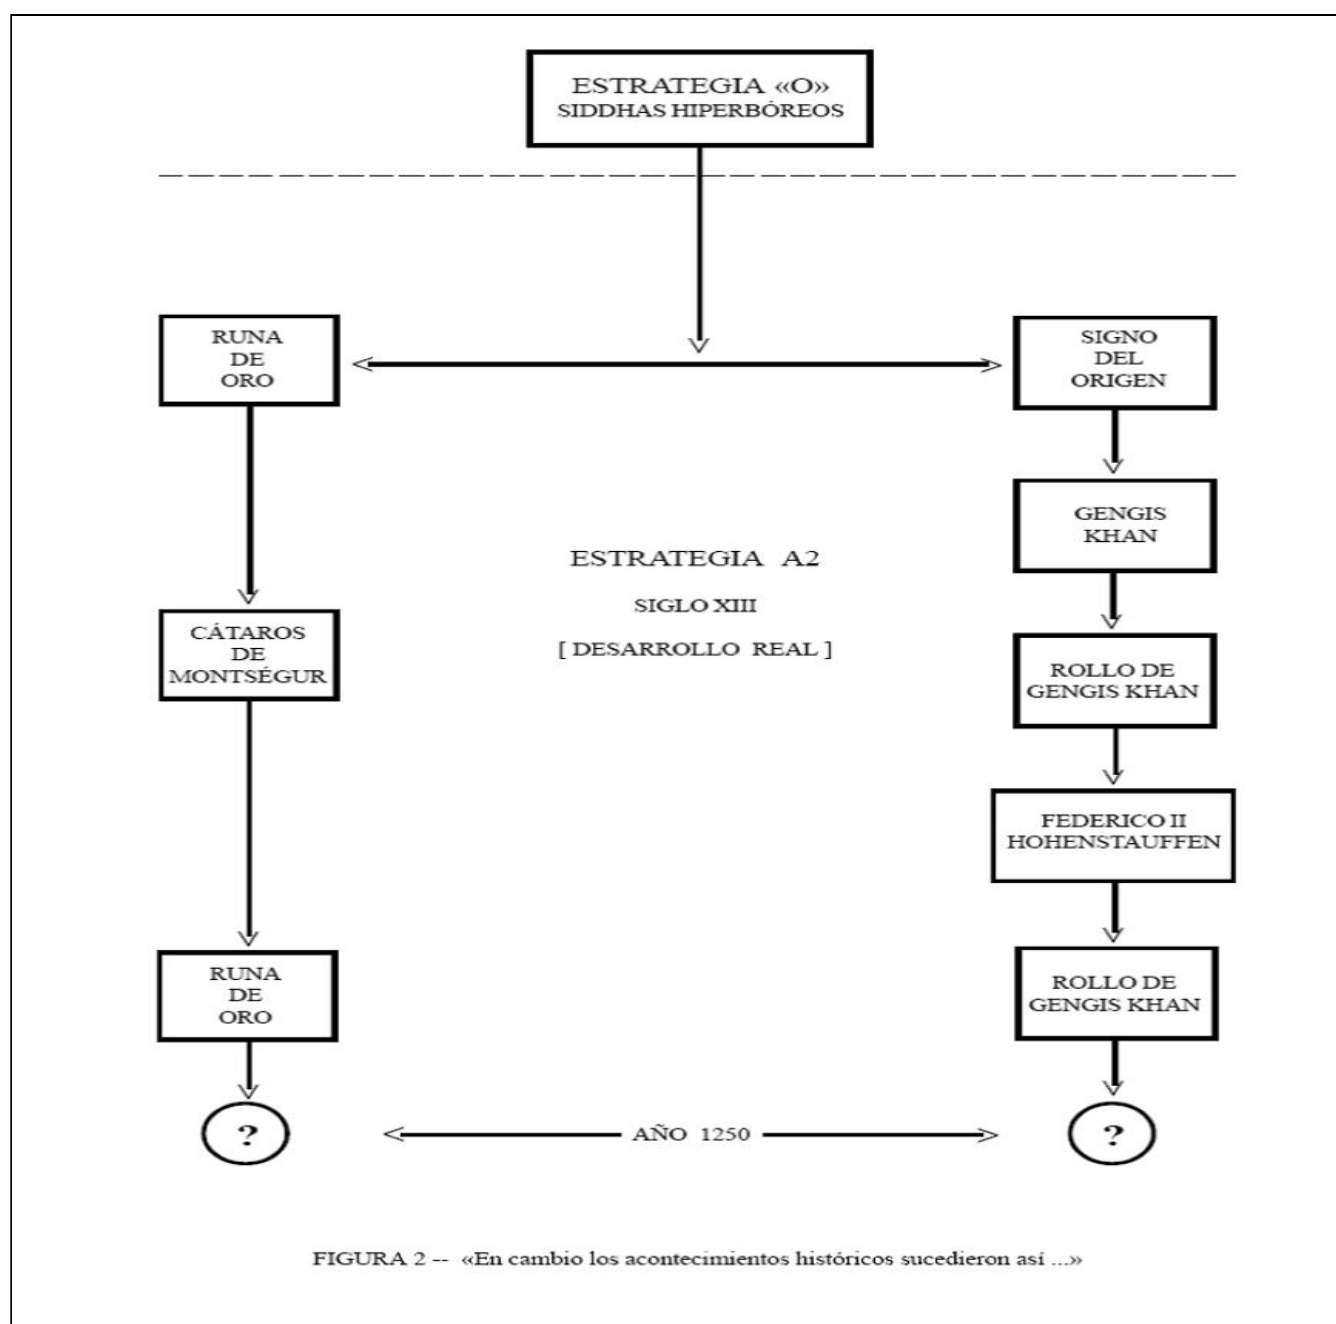 ESTRATEGIA «O»
SIDDHAS HIPERBÓREOS
RUNA
DE
ORO
SIGNO
DEL
ORIGEN
GENGIS
KHAN
ESTRATEGIA A2
SIGLO XIII
[ DESARROLLO REAL ]
CÁTAROS
DE
MONTSÉGUR
ROLLO DE
GENGIS KHAN
FEDERICO II
HOHENSTAUFFEN
RUNA
DE
ORO
ROLLO DE
GENGIS KHAN
?
AÑO 1250
?
FIGURA 2 -- «En cambio los acontecimientos históricos sucedieron así ...»